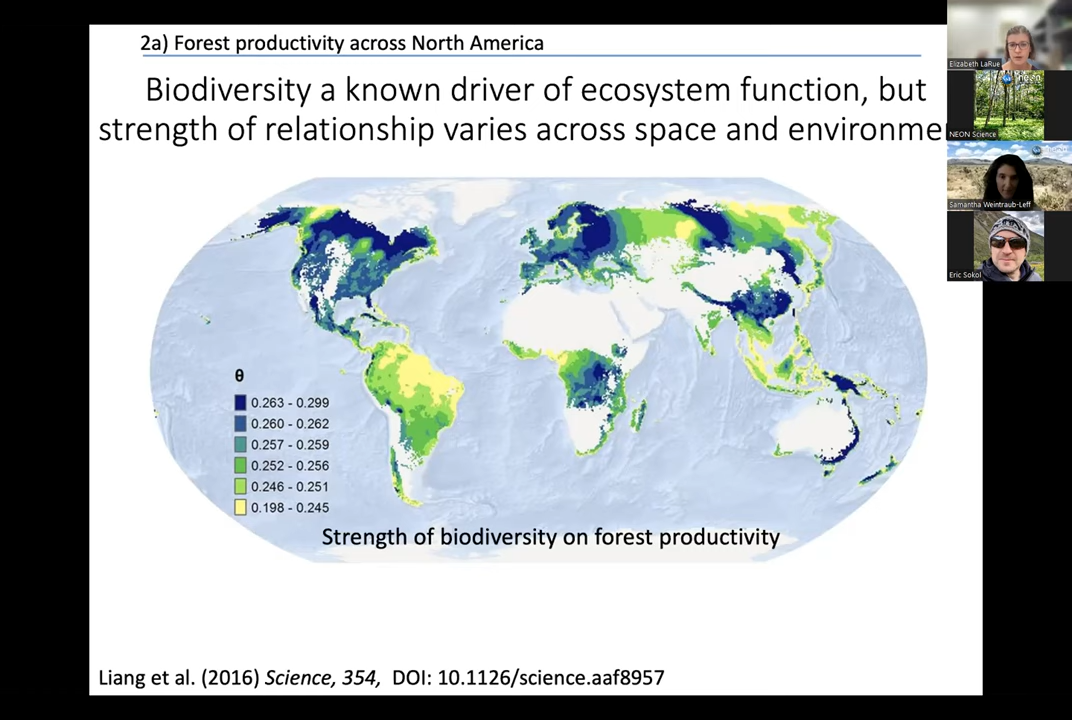 2a) Forest productivity across North America
Biodiversity a known driver of ecosystem function, but
strength of relationship varies across space and environme
θ
0.263 - 0.299
0.260 - 0.262
0.257 - 0.259
0.252 - 0.256
0.246 - 0.251
0.198 - 0.245
Strength of biodiversity on forest productivity
Liang et al. (2016) Science, 354, DOI: 10.1126/science.aaf8957
Elizabeth LaRue
neon
NEON Science
Samantha Weintraub-Leff
Eric Sokol